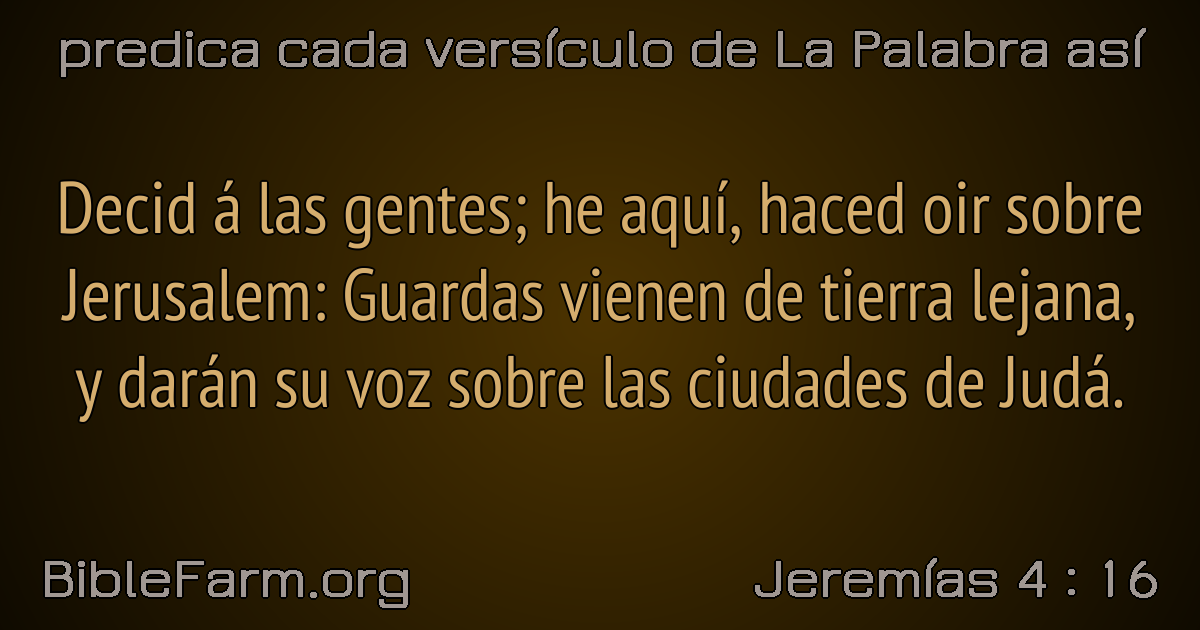 predica cada versículo de La Palabra así
Decid á las gentes; he aquí, haced oir sobre
Jerusalem: Guardas vienen de tierra lejana,
y darán su voz sobre las ciudades de Judá.
BibleFarm.org
Jeremías 4 : 16